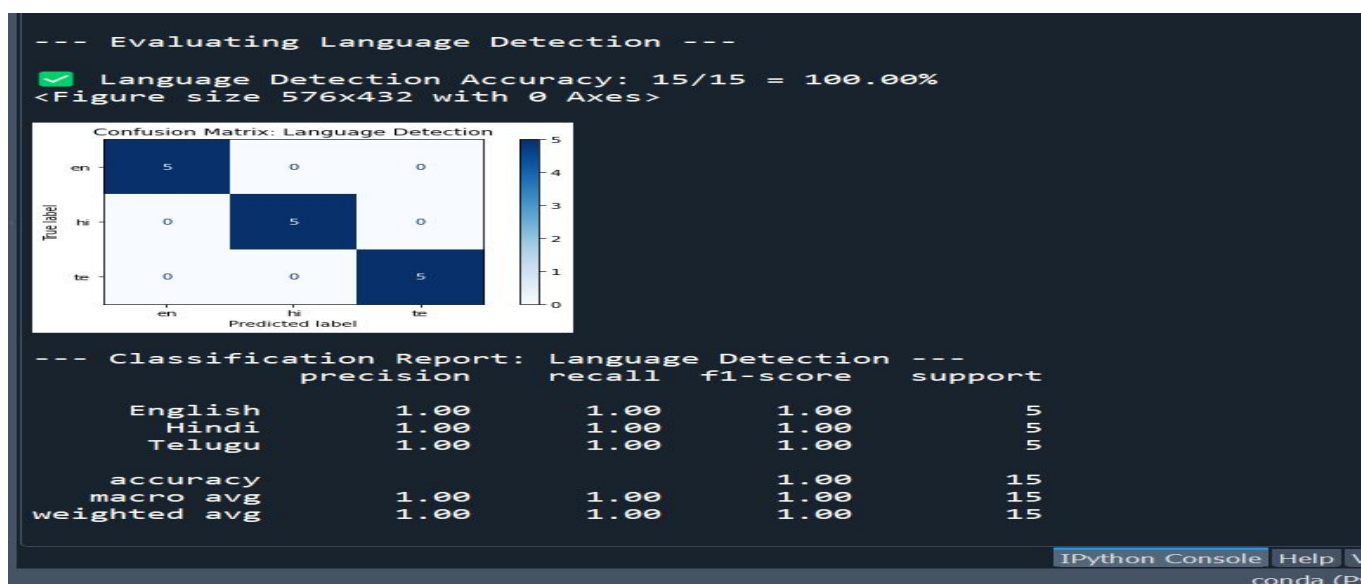 --- Evaluating Language Detection ---
✅ Language Detection Accuracy: 15/15 = 100.00%
<Figure size 576x432 with 0 Axes>
Confusion Matrix: Language Detection
5
en 5 0 0
4
3
True label
hi 0 5 0
2
1
te 0 0 5
0
en hi te
Predicted label
--- Classification Report: Language Detection ---
precision recall f1-score support
English 1.00 1.00 1.00 5
Hindi 1.00 1.00 1.00 5
Telugu 1.00 1.00 1.00 5
accuracy 1.00 15
macro avg 1.00 1.00 1.00 15
weighted avg 1.00 1.00 1.00 15
IPython Console Help
conda